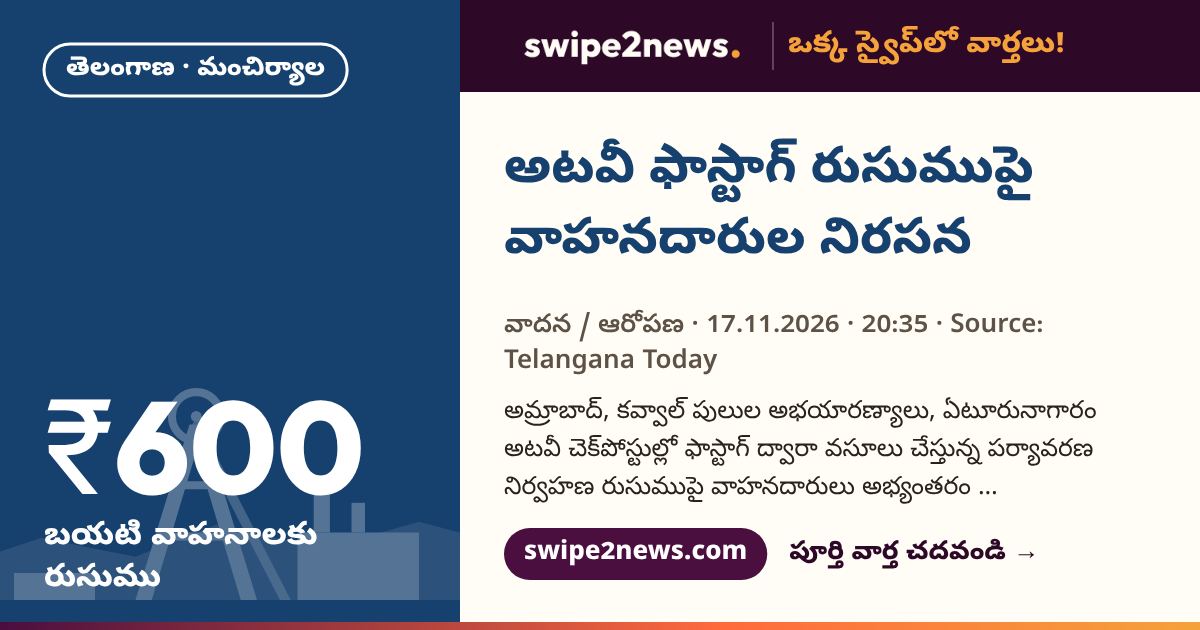 తెలంగాణ · మంచిర్యాల
₹600
బయటి వాహనాలకు
రుసుము
swipe2news.
ఒక్క స్వైప్‌లో వార్తలు!
అటవీ ఫాస్టాగ్ రుసుముపై
వాహనదారుల నిరసన
వాదన / ఆరోపణ · 17.11.2026 · 20:35 · Source:
Telangana Today
అమ్రాబాద్, కవ్వాల్ పులుల అభయారణ్యాలు, ఏటూరునాగారం
అటవీ చెక్‌పోస్టుల్లో ఫాస్టాగ్ ద్వారా వసూలు చేస్తున్న పర్యావరణ
నిర్వహణ రుసుముపై వాహనదారులు అభ్యంతరం ...
swipe2news.com
పూర్తి వార్త చదవండి →